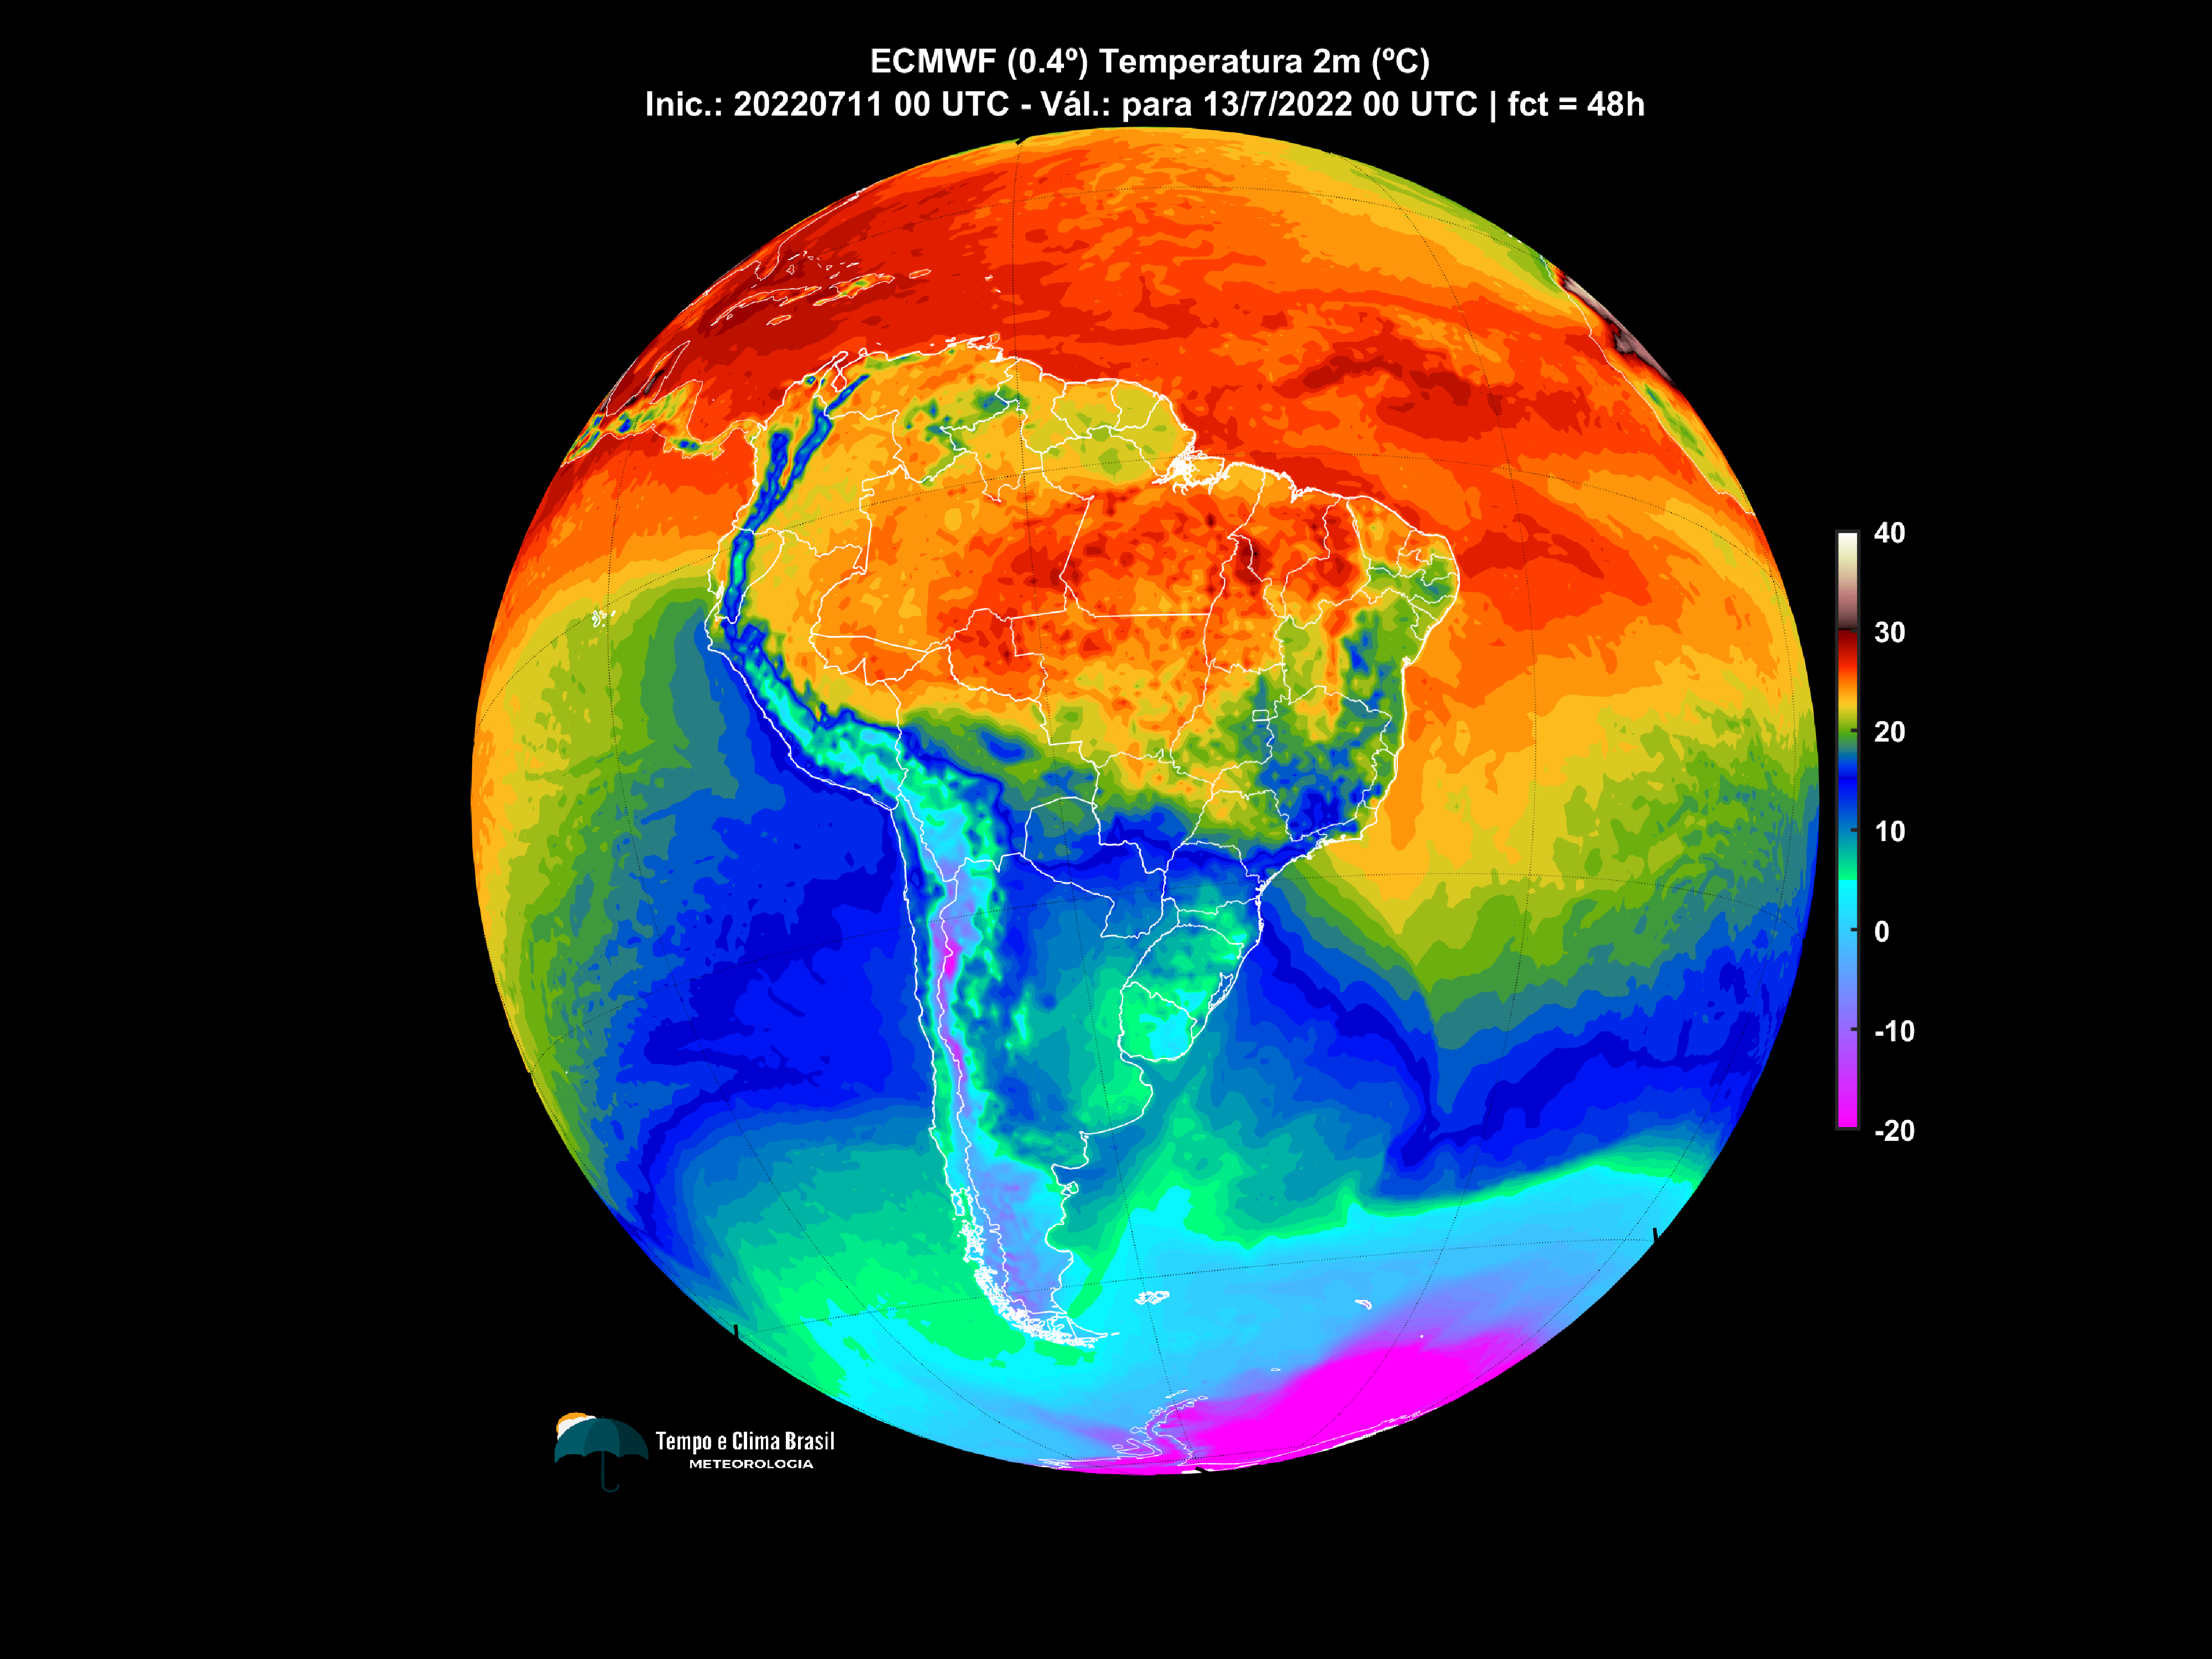 ECMWF (0.4º) Temperatura 2m (ºC)
Inic.: 20220711 00 UTC - Vál.: para 13/7/2022 00 UTC | fct = 48h
40
30
20
10
0
-10
-20
Tempo e Clima Brasil
METEOROLOGIA